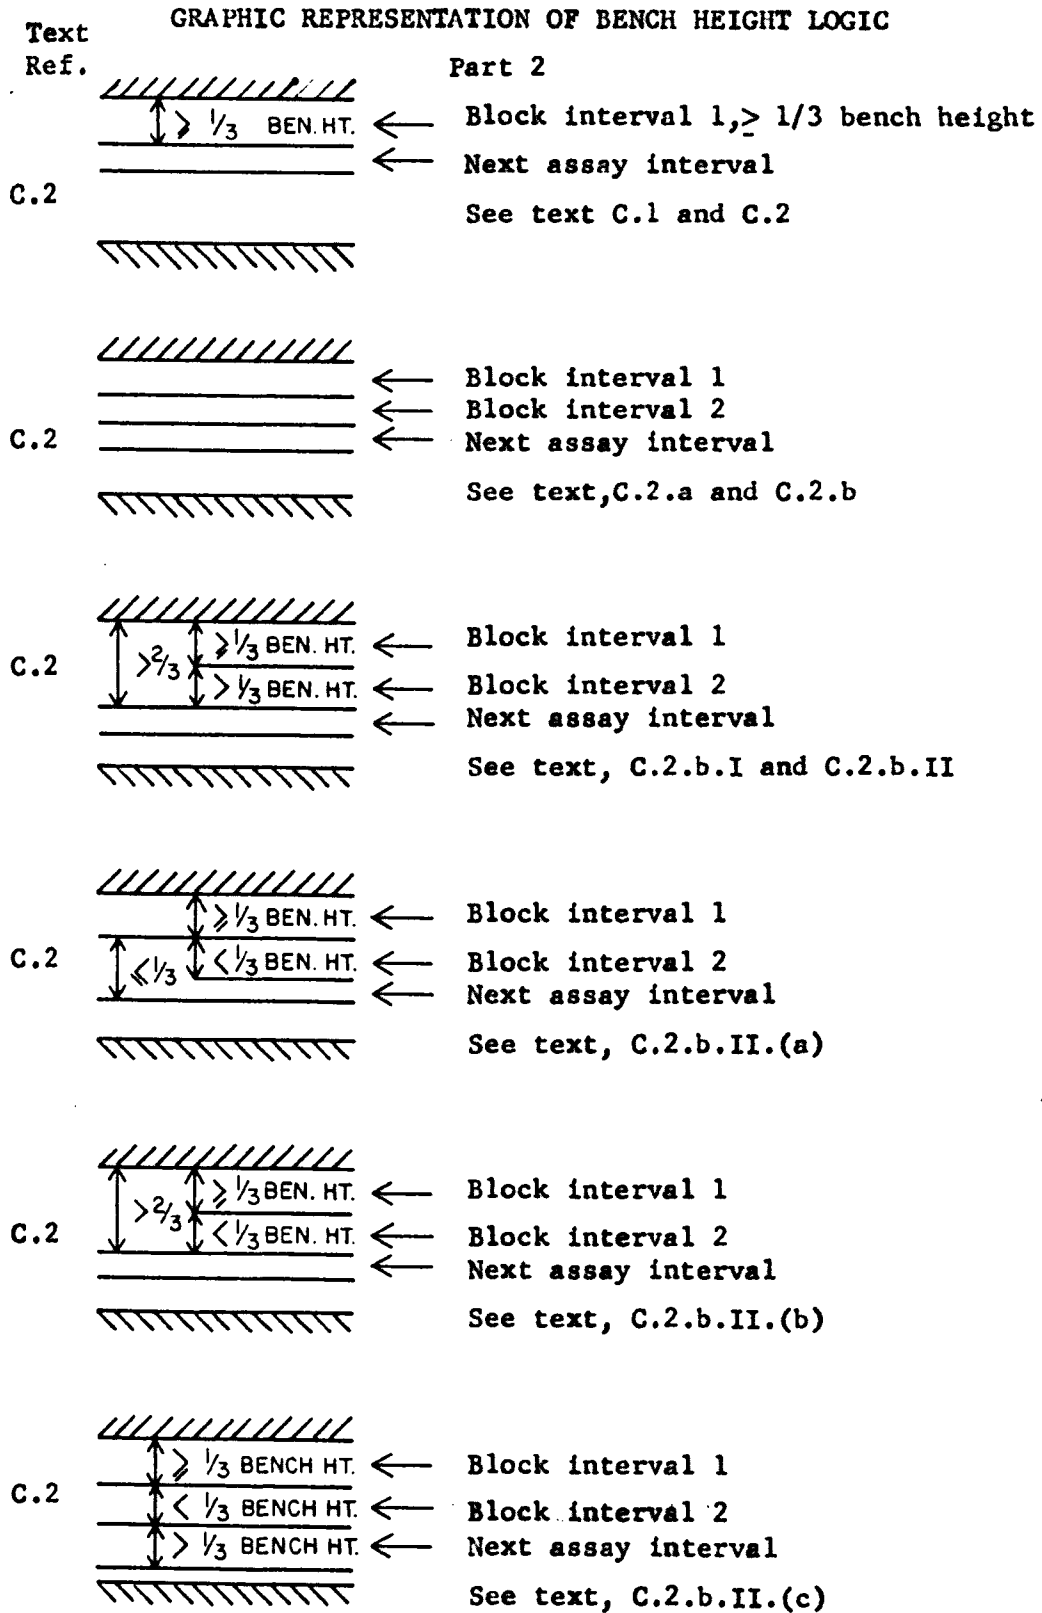 GRAPHIC REPRESENTATION OF BENCH HEIGHT LOGIC
Text
Ref.
Part 2
≥ 1/3 BEN. HT.
Block interval 1, ≥ 1/3 bench height
Next assay interval
C.2
See text C.1 and C.2
Block interval 1
Block interval 2
C.2
Next assay interval
See text,C.2.a and C.2.b
≥ 1/3 BEN. HT.
Block interval 1
C.2
>2/3
> 1/3 BEN. HT.
Block interval 2
Next assay interval
See text, C.2.b.I and C.2.b.II
≥ 1/3 BEN. HT.
Block interval 1
C.2
≤ 1/3
< 1/3 BEN. HT.
Block interval 2
Next assay interval
See text, C.2.b.II.(a)
≥ 1/3 BEN. HT.
Block interval 1
>2/3
C.2
< 1/3 BEN. HT.
Block interval 2
Next assay interval
See text, C.2.b.II.(b)
≥ 1/3 BENCH HT.
Block interval 1
C.2
< 1/3 BENCH HT.
Block interval 2
> 1/3 BENCH HT.
Next assay interval
See text, C.2.b.II.(c)